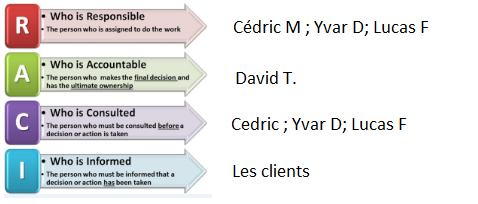 R
• Who is Responsible
• The person who is assigned to do the work
Cédric M ; Yvar D; Lucas F
A
• Who is Accountable
• The person who makes the final decision and
has the ultimate ownership
David T.
C
• Who is Consulted
• The person who must be consulted before a
decision or action is taken
Cedric ; Yvar D; Lucas F
I
• Who is Informed
• The person who must be informed that a
decision or action has been taken
Les clients